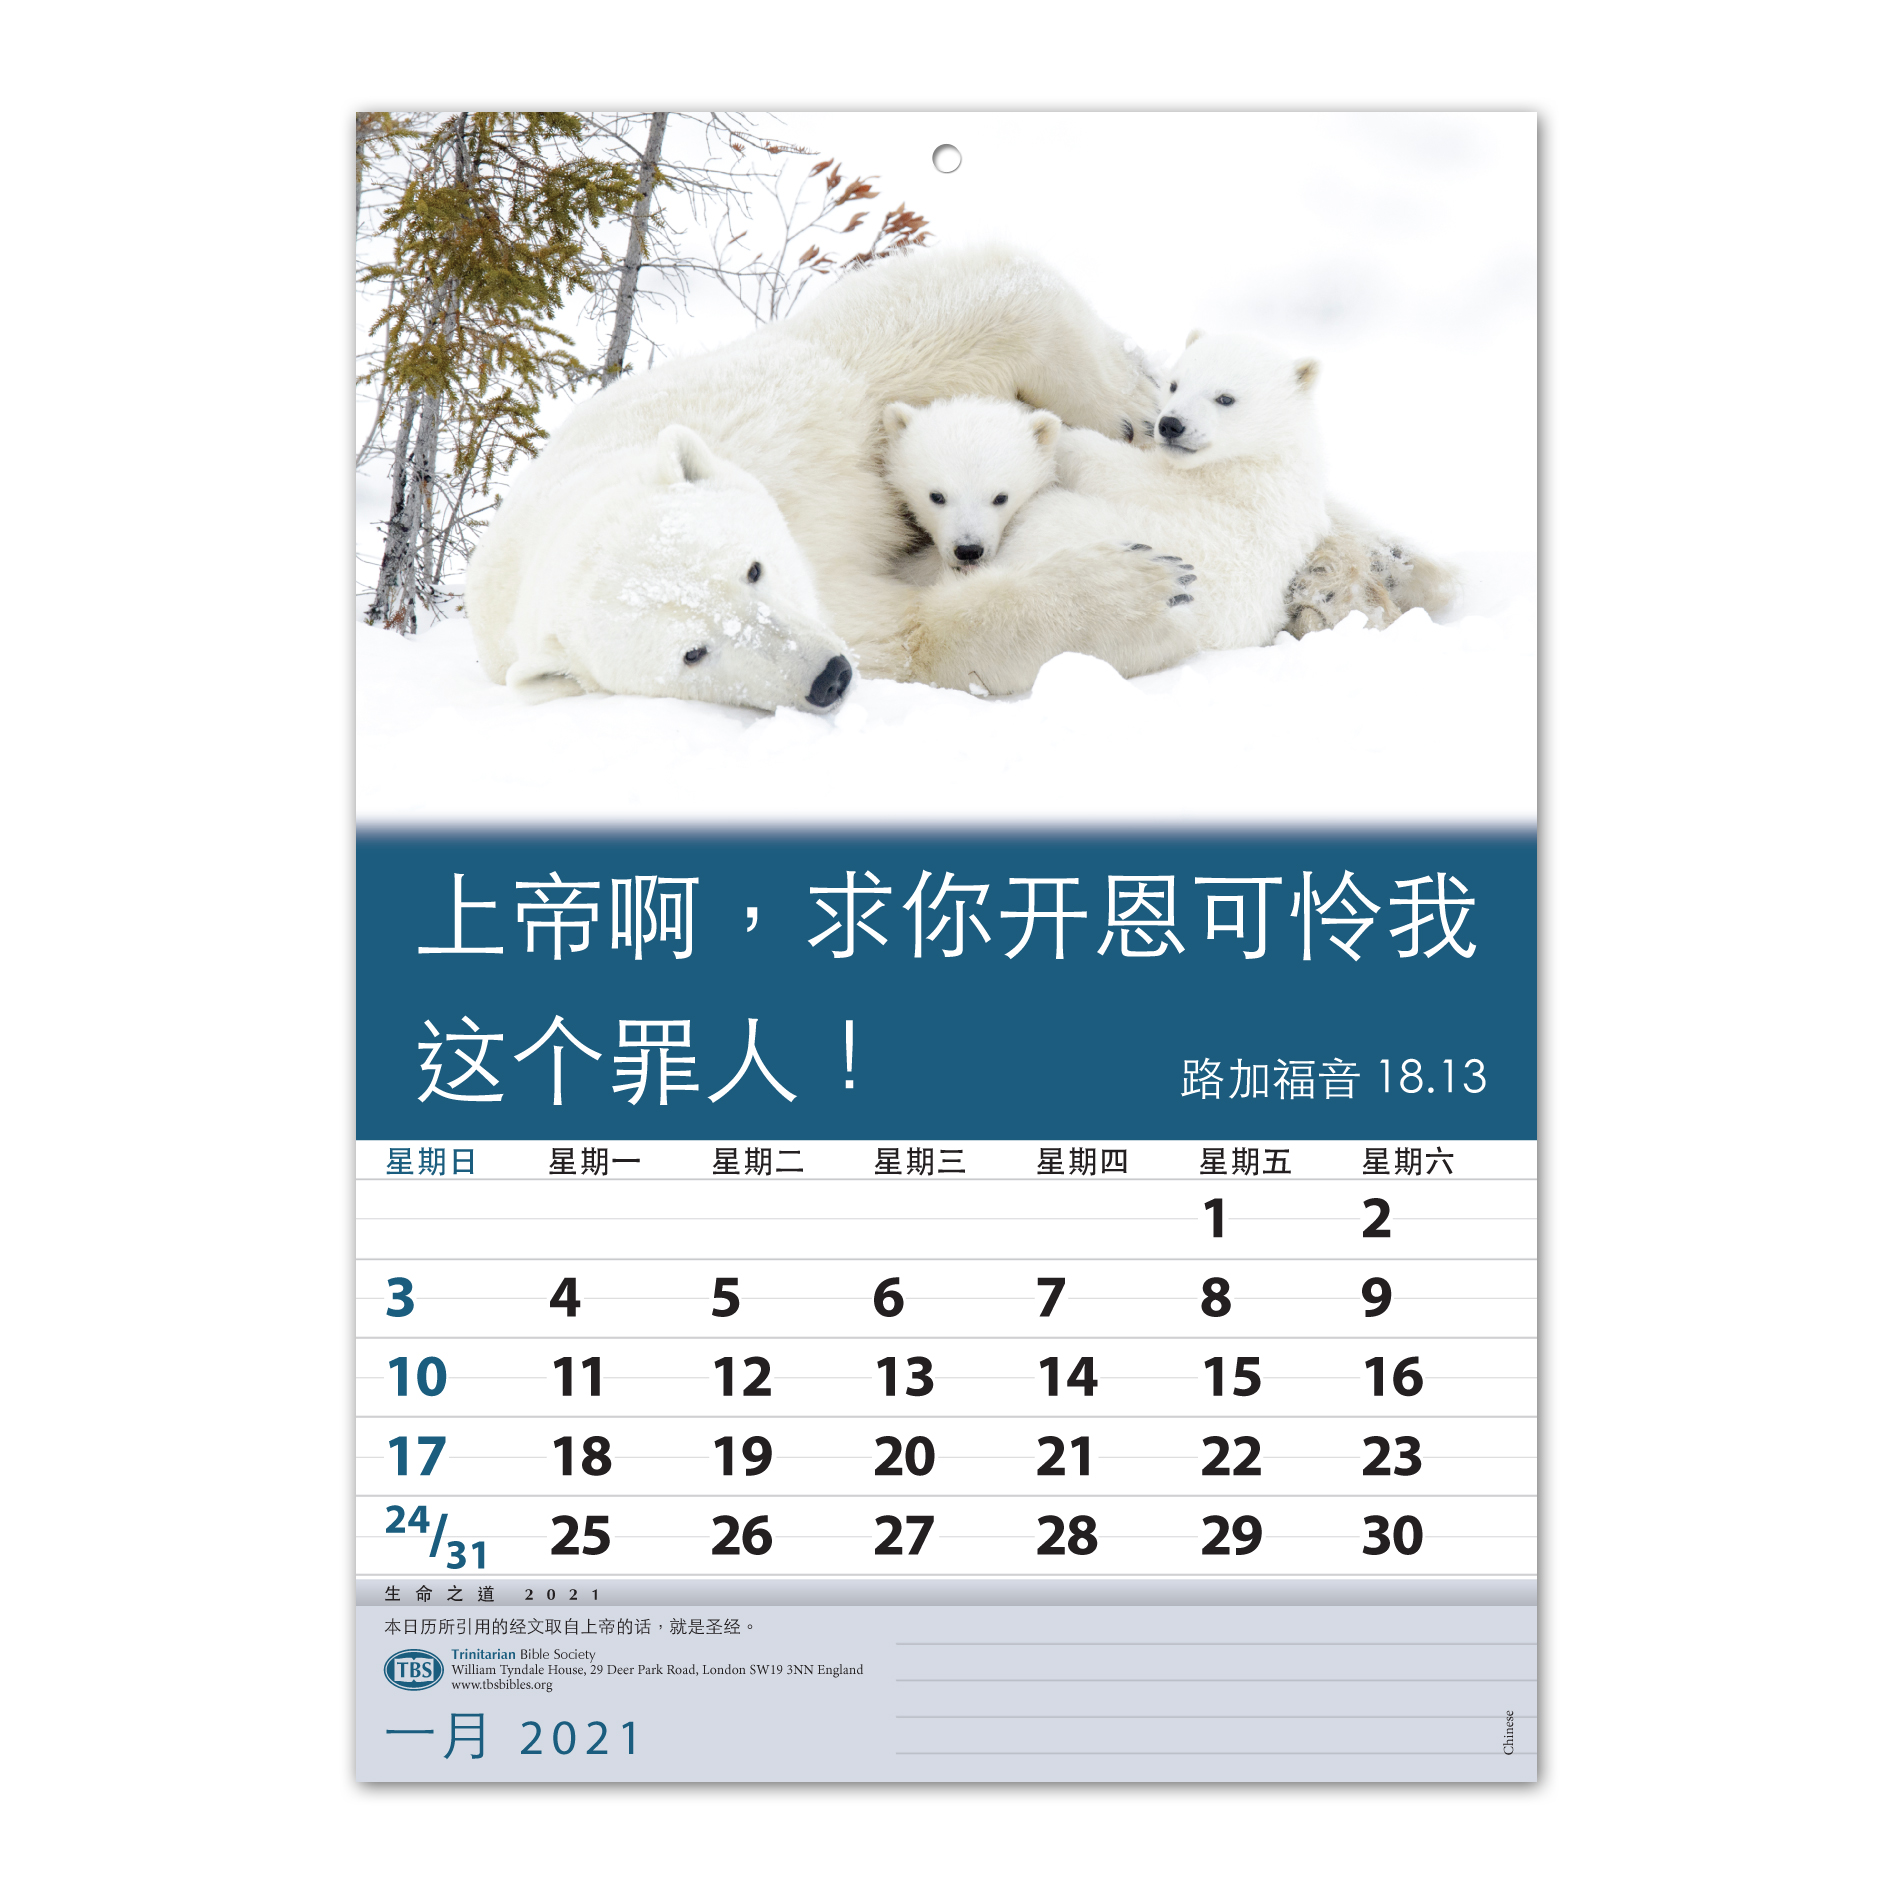 上帝啊，求你开恩可怜我
这个罪人！
路加福音 18.13
星期日 星期一 星期二 星期三 星期四 星期五 星期六
1 2
3 4 5 6 7 8 9
10 11 12 13 14 15 16
17 18 19 20 21 22 23
24/31 25 26 27 28 29 30
生命之道 2021
本日历所引用的经文取自上帝的话，就是圣经。
TBS
Trinitarian Bible Society
William Tyndale House, 29 Deer Park Road, London SW19 3NN England
www.tbsbibles.org
一月 2021
Chinese